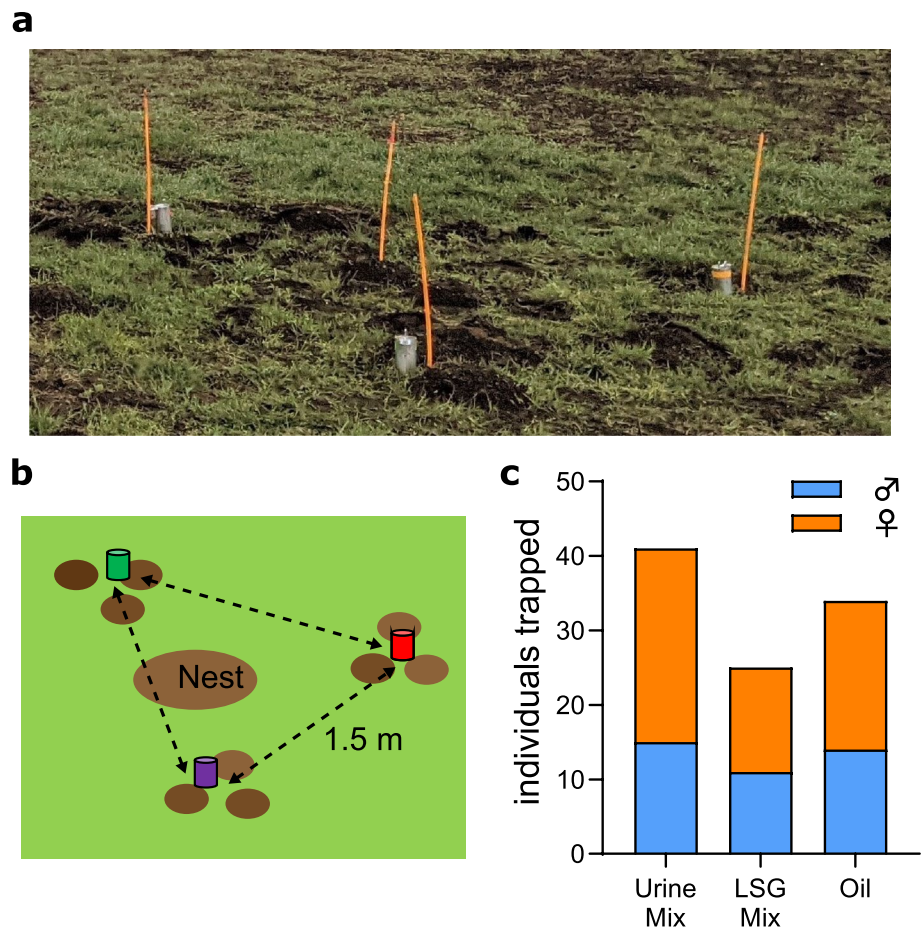 a
b
Nest
1.5 m
c
♂
♀
individuals trapped
50
40
30
20
10
0
Urine
Mix
LSG
Mix
Oil